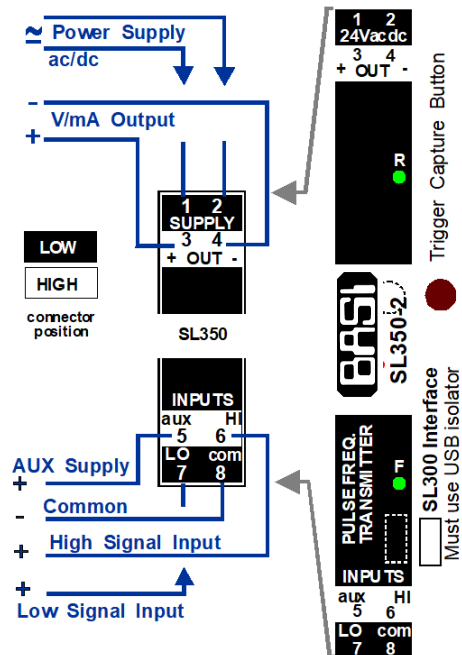 ≃ Power Supply
ac/dc
-
V/mA Output
+
1 2
SUPPLY
3 4
+ OUT -
LOW
HIGH
connector
position
SL350
INPUTS
aux HI
5 6
LO com
7 8
AUX Supply
+
Common
-
High Signal Input
+
+
Low Signal Input
1 2
24Vacdc
3 4
+ OUT -
R
Trigger Capture Button
BASI
SL350-2
PULSE FREQ.
TRANSMITTER
F
SL300 Interface
Must use USB isolator
INPUTS
aux HI
5 6
LO com
7 8